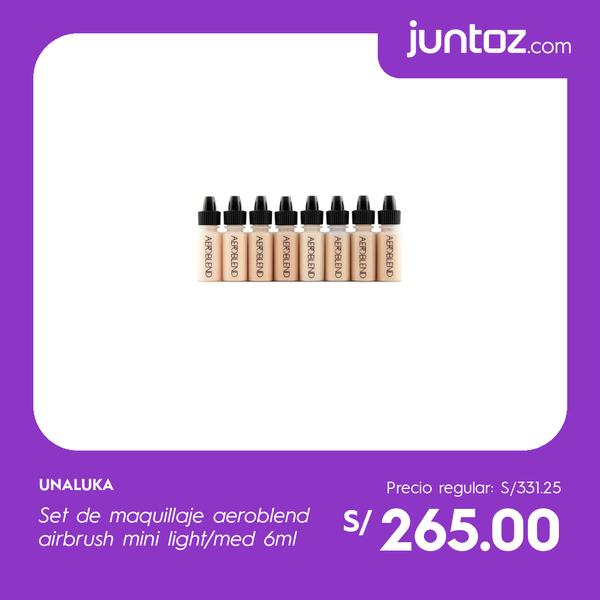 juntoz.com
AEROBLEND AEROBLEND AEROBLEND AEROBLEND AEROBLEND AEROBLEND AEROBLEND AEROBLEND
UNALUKA
Set de maquillaje aeroblend
airbrush mini light/med 6ml
Precio regular: S/331.25
S/ 265.00